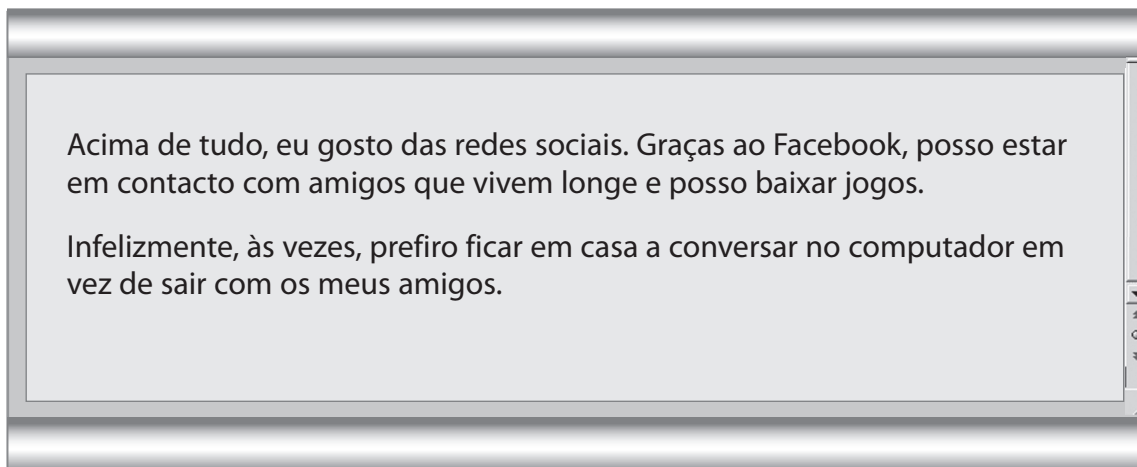 Acima de tudo, eu gosto das redes sociais. Graças ao Facebook, posso estar
em contacto com amigos que vivem longe e posso baixar jogos.
Infelizmente, às vezes, prefiro ficar em casa a conversar no computador em
vez de sair com os meus amigos.